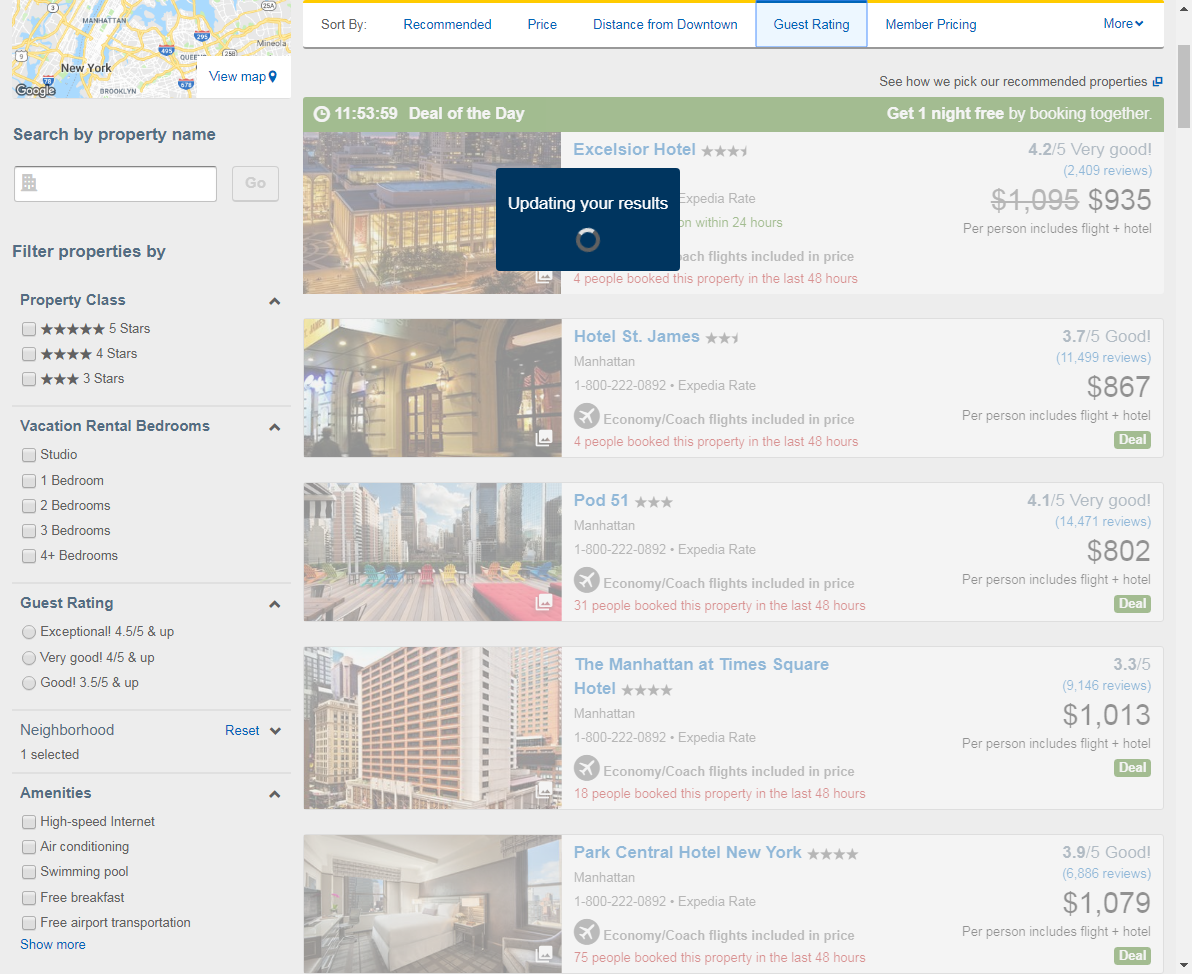 MANHATTAN
25A
3
Mineola
295
495
25B
9
QUEENS
New York
View map
78
678
Google
BROOKLYN
Search by property name
Go
Filter properties by
Property Class
5 Stars
4 Stars
3 Stars
Vacation Rental Bedrooms
Studio
1 Bedroom
2 Bedrooms
3 Bedrooms
4+ Bedrooms
Guest Rating
Exceptional! 4.5/5 & up
Very good! 4/5 & up
Good! 3.5/5 & up
Neighborhood Reset
1 selected
Amenities
High-speed Internet
Air conditioning
Swimming pool
Free breakfast
Free airport transportation
Show more
Sort By: Recommended Price Distance from Downtown Guest Rating Member Pricing More
See how we pick our recommended properties
11:53:59 Deal of the Day Get 1 night free by booking together.
Excelsior Hotel 4.2/5 Very good!
(2,409 reviews)
Updating your results
Expedia Rate $1,095 $935
on within 24 hours Per person includes flight + hotel
ach flights included in price
4 people booked this property in the last 48 hours
Hotel St. James 3.7/5 Good!
Manhattan (11,499 reviews)
1-800-222-0892 • Expedia Rate $867
Economy/Coach flights included in price Per person includes flight + hotel
4 people booked this property in the last 48 hours Deal
Pod 51 4.1/5 Very good!
Manhattan (14,471 reviews)
1-800-222-0892 • Expedia Rate $802
Economy/Coach flights included in price Per person includes flight + hotel
31 people booked this property in the last 48 hours Deal
The Manhattan at Times Square 3.3/5
Hotel (9,146 reviews)
Manhattan $1,013
1-800-222-0892 • Expedia Rate Per person includes flight + hotel
Economy/Coach flights included in price Deal
18 people booked this property in the last 48 hours
Park Central Hotel New York 3.9/5 Good!
Manhattan (6,886 reviews)
1-800-222-0892 • Expedia Rate $1,079
Economy/Coach flights included in price Per person includes flight + hotel
75 people booked this property in the last 48 hours Deal